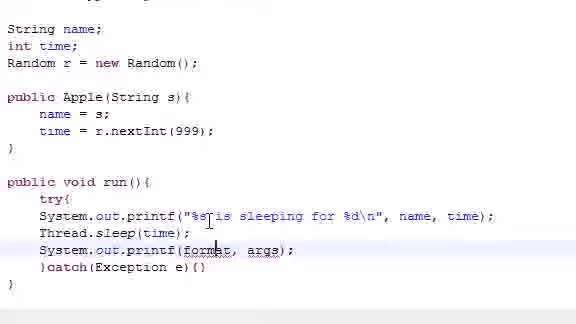 String name;
int time;
Random r = new Random();
public Apple(String s){
name = s;
time = r.nextInt(999);
}
public void run(){
try{
System.out.printf("%s is sleeping for %d\n", name, time);
Thread.sleep(time);
System.out.printf(format, args);
}catch(Exception e){}
}